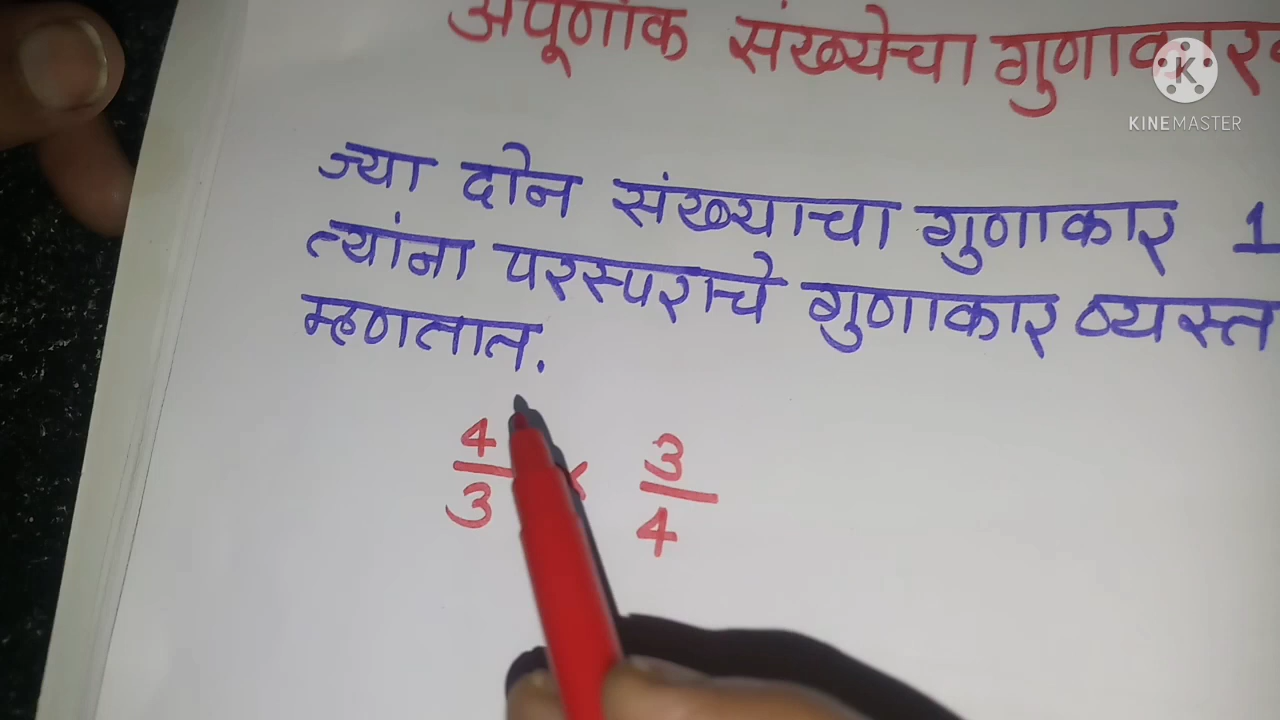 अपूर्णांक संख्येचा
ज्या दोन संख्याचा गुणाकार 1
त्यांना परस्पराचे गुणाकार व्यस्त
म्हणतात.
4/3 × 3/4
K
KINEMASTER